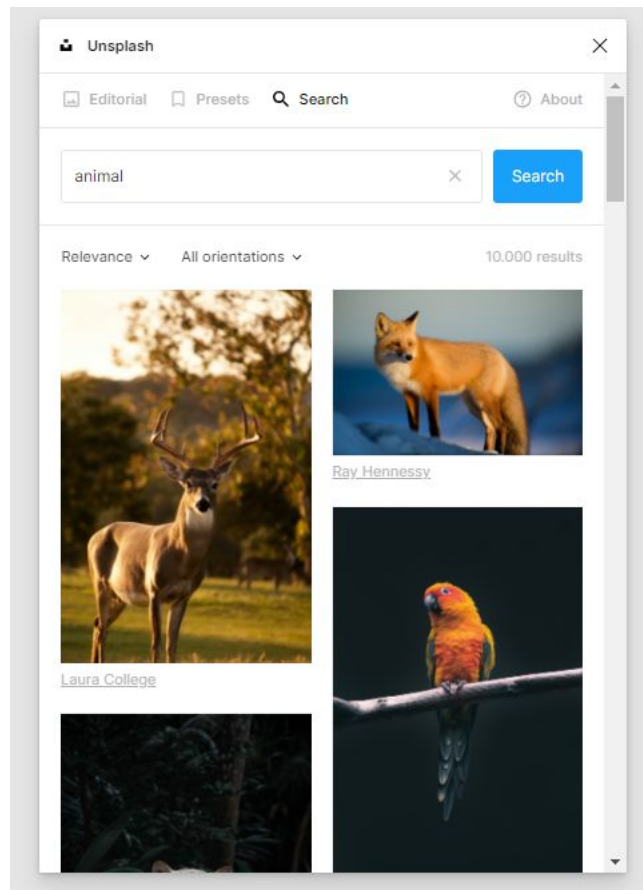 Unsplash
Editorial Presets Search About
animal
Search
Relevance All orientations 10.000 results
Ray Hennessy
Laura College